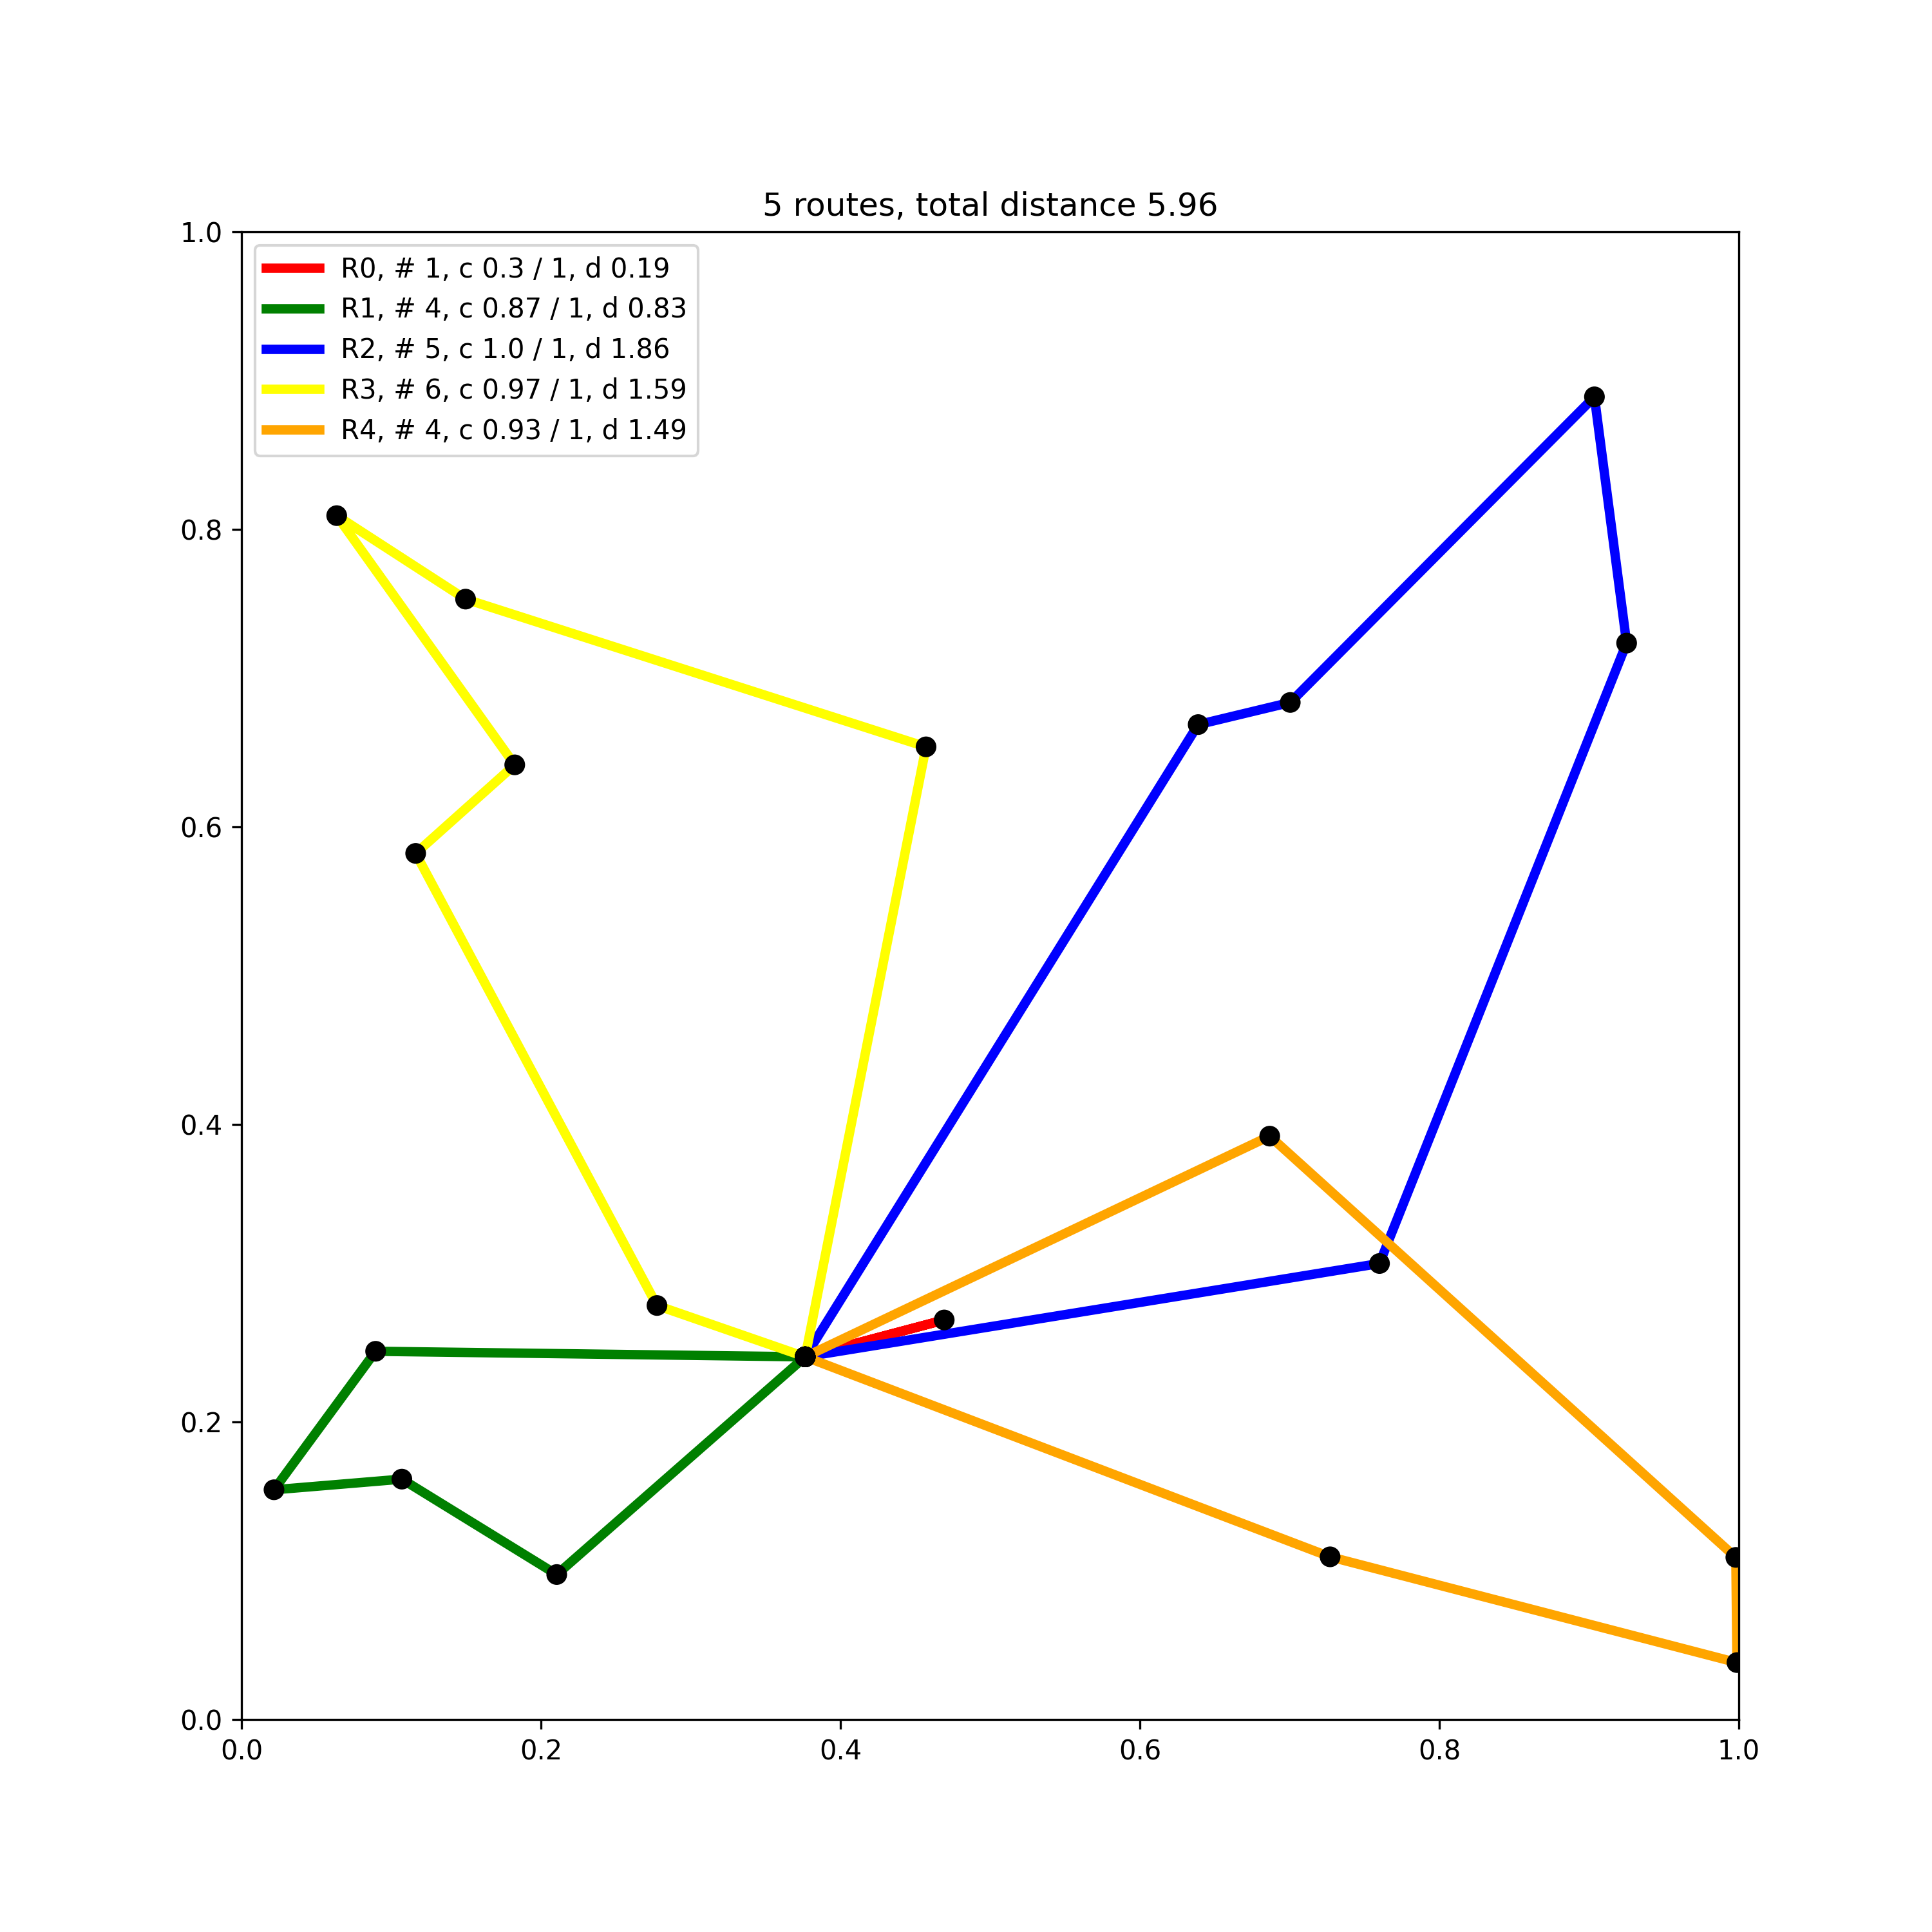 5 routes, total distance 5.96
1.0
R0, # 1, c 0.3 / 1, d 0.19
R1, # 4, c 0.87 / 1, d 0.83
R2, # 5, c 1.0 / 1, d 1.86
R3, # 6, c 0.97 / 1, d 1.59
R4, # 4, c 0.93 / 1, d 1.49
0.8
0.6
0.4
0.2
0.0
0.0 0.2 0.4 0.6 0.8 1.0